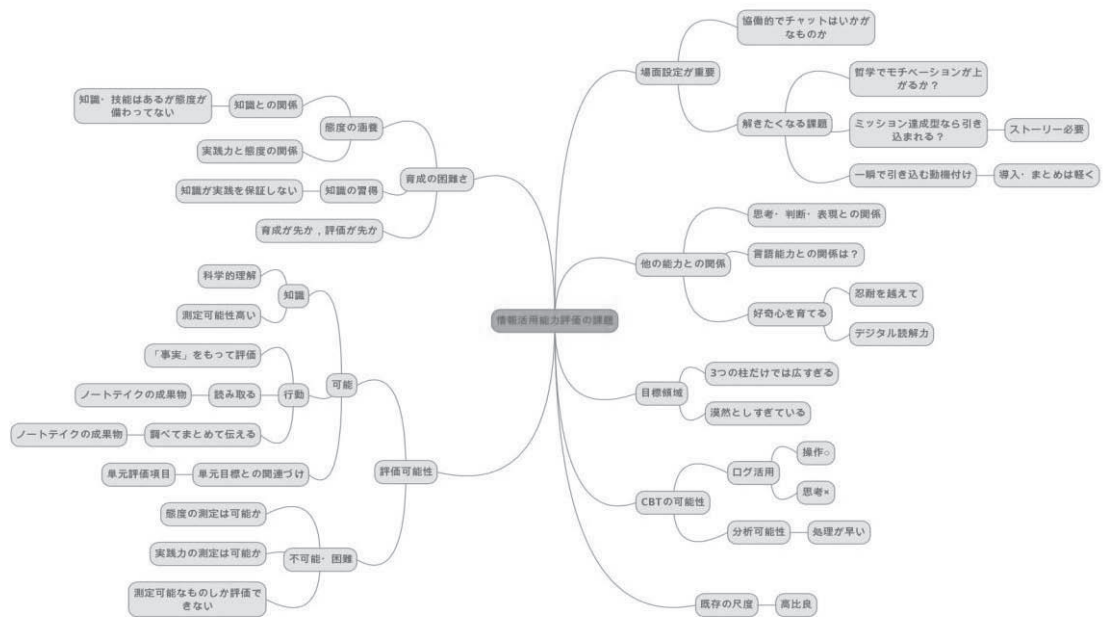 情報活用能力評価の課題
場面設定が重要
協働的でチャットはいかが
なものか
解きたくなる課題
哲学でモチベーションが上
がるか?
ミッション達成型なら引き
込まれる?
ストーリー必要
一瞬で引き込む動機付け
導入・まとめは軽く
他の能力との関係
思考・判断・表現との関係
言語能力との関係は?
好奇心を育てる
忍耐を越えて
デジタル読解力
目標領域
3つの柱だけでは広すぎる
漠然としすぎている
CBTの可能性
ログ活用
操作○
思考×
分析可能性
処理が早い
既存の尺度
高比良
育成の困難さ
態度の涵養
知識との関係
知識・技能はあるが態度が
備わってない
実践力と態度の関係
知識の習得
知識が実践を保証しない
育成が先か,評価が先か
評価可能性
可能
知識
科学的理解
測定可能性高い
行動
「事実」をもって評価
読み取る
ノートテイクの成果物
調べてまとめて伝える
ノートテイクの成果物
単元目標との関連づけ
単元評価項目
不可能・困難
態度の測定は可能か
実践力の測定は可能か
測定可能なものしか評価で
きない